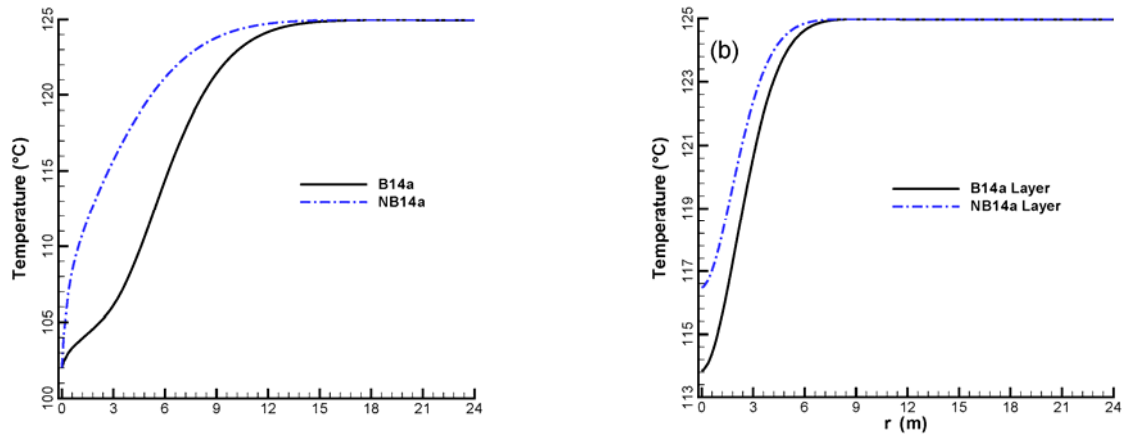 125
120
115
110
105
100
Temperature (°C)
B14a
NB14a
0 3 6 9 12 15 18 21 24
(b)
125
123
121
119
117
115
113
Temperature (°C)
B14a Layer
NB14a Layer
0 3 6 9 12 15 18 21 24
r (m)